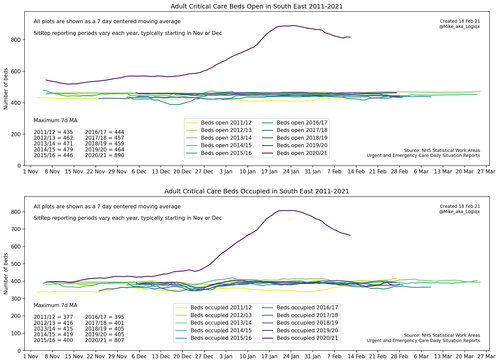 Adult Critical Care Beds Open in South East 2011-2021
All plots are shown as a 7 day centered moving average
SitRep reporting periods vary each year, typically starting in Nov or Dec
Created 18 Feb 21
@Mike_aka_Logiqx
Number of beds
800
700
600
500
400
300
200
100
0
Maximum 7d MA
2011/12 = 435 2016/17 = 444
2012/13 = 462 2017/18 = 457
2013/14 = 471 2018/19 = 459
2014/15 = 479 2019/20 = 464
2015/16 = 446 2020/21 = 890
Beds open 2011/12 Beds open 2016/17
Beds open 2012/13 Beds open 2017/18
Beds open 2013/14 Beds open 2018/19
Beds open 2014/15 Beds open 2019/20
Beds open 2015/16 Beds open 2020/21
Source: NHS Statistical Work Areas
Urgent and Emergency Care Daily Situation Reports
1 Nov 8 Nov 15 Nov 22 Nov 29 Nov 6 Dec 13 Dec 20 Dec 27 Dec 3 Jan 10 Jan 17 Jan 24 Jan 31 Jan 7 Feb 14 Feb 21 Feb 28 Feb 6 Mar 13 Mar 20 Mar 27 Mar
Adult Critical Care Beds Occupied in South East 2011-2021
All plots are shown as a 7 day centered moving average
SitRep reporting periods vary each year, typically starting in Nov or Dec
Created 18 Feb 21
@Mike_aka_Logiqx
Number of beds
800
700
600
500
400
300
200
100
0
Maximum 7d MA
2011/12 = 377 2016/17 = 395
2012/13 = 416 2017/18 = 401
2013/14 = 415 2018/19 = 405
2014/15 = 419 2019/20 = 405
2015/16 = 400 2020/21 = 807
Beds occupied 2011/12 Beds occupied 2016/17
Beds occupied 2012/13 Beds occupied 2017/18
Beds occupied 2013/14 Beds occupied 2018/19
Beds occupied 2014/15 Beds occupied 2019/20
Beds occupied 2015/16 Beds occupied 2020/21
Source: NHS Statistical Work Areas
Urgent and Emergency Care Daily Situation Reports
1 Nov 8 Nov 15 Nov 22 Nov 29 Nov 6 Dec 13 Dec 20 Dec 27 Dec 3 Jan 10 Jan 17 Jan 24 Jan 31 Jan 7 Feb 14 Feb 21 Feb 28 Feb 6 Mar 13 Mar 20 Mar 27 Mar